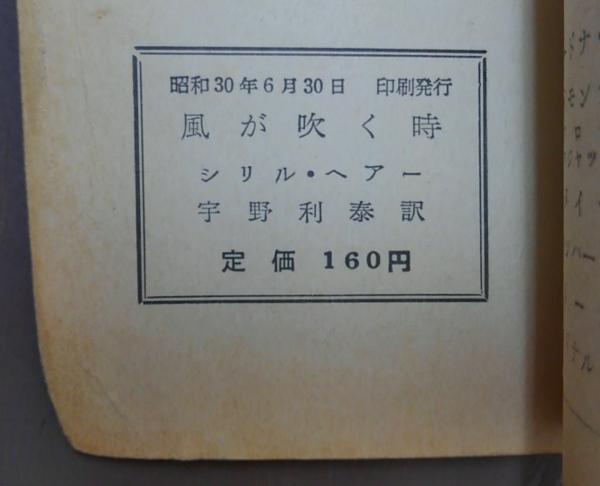 昭和30年6月30日　印刷発行
風が吹く時
シリル・ヘアー
宇野利泰訳
定価 160円